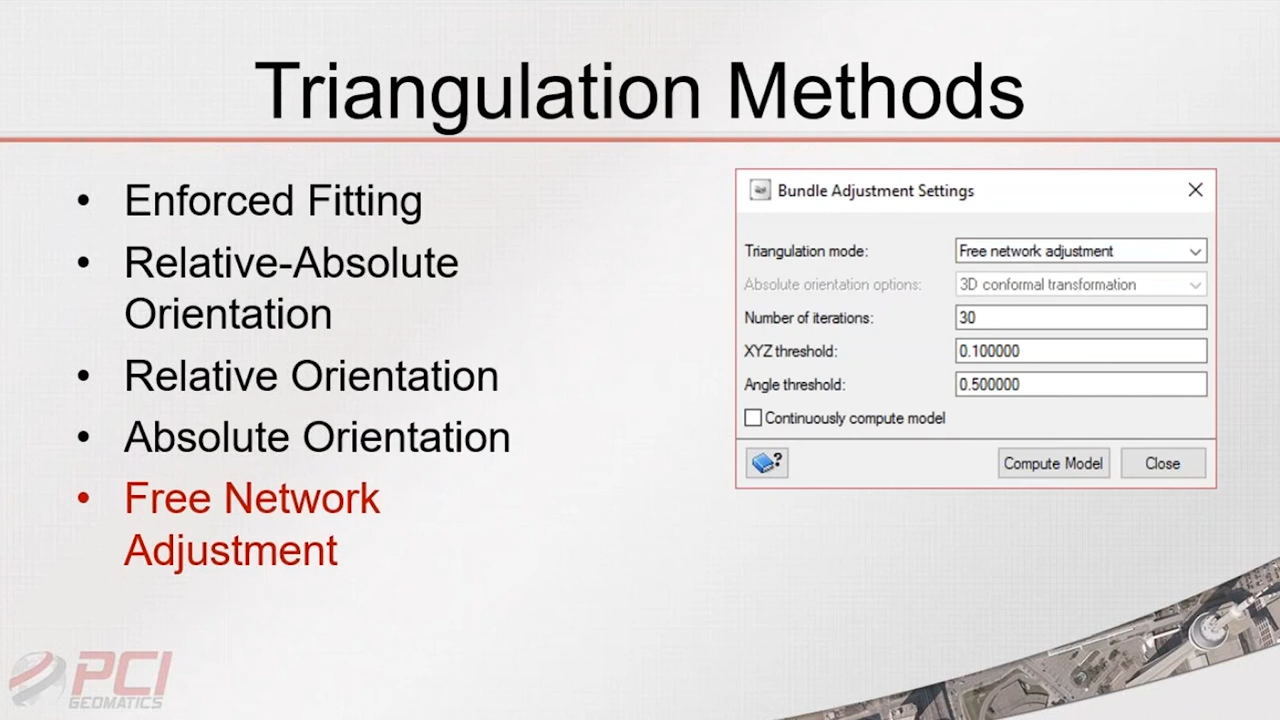 Triangulation Methods
• Enforced Fitting
• Relative-Absolute
Orientation
• Relative Orientation
• Absolute Orientation
• Free Network
Adjustment
Bundle Adjustment Settings
Triangulation mode: Free network adjustment
Absolute orientation options: 3D conformal transformation
Number of iterations: 30
XYZ threshold: 0.100000
Angle threshold: 0.500000
Continuously compute model
? Compute Model Close
PCI
GEOMATICS